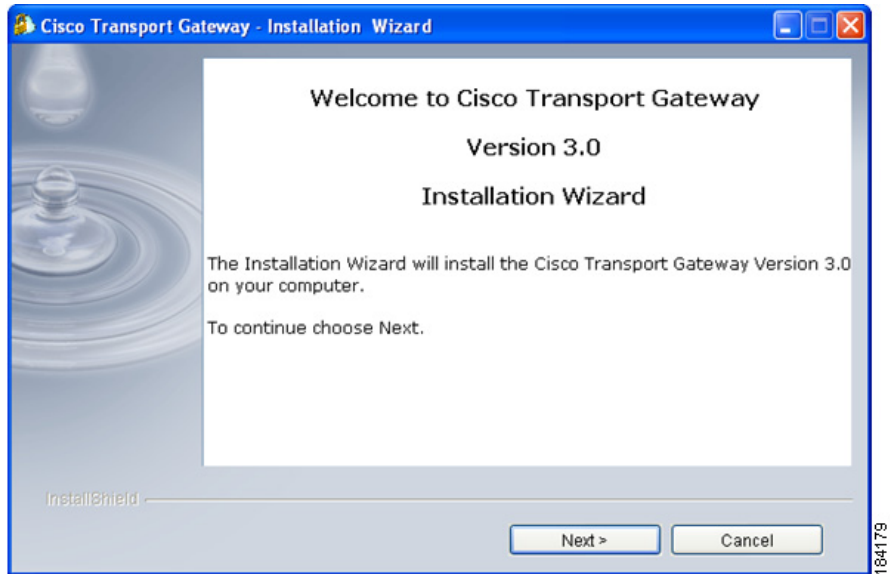 Cisco Transport Gateway - Installation Wizard
Welcome to Cisco Transport Gateway
Version 3.0
Installation Wizard
The Installation Wizard will install the Cisco Transport Gateway Version 3.0
on your computer.
To continue choose Next.
InstallShield
Next >
Cancel
184179